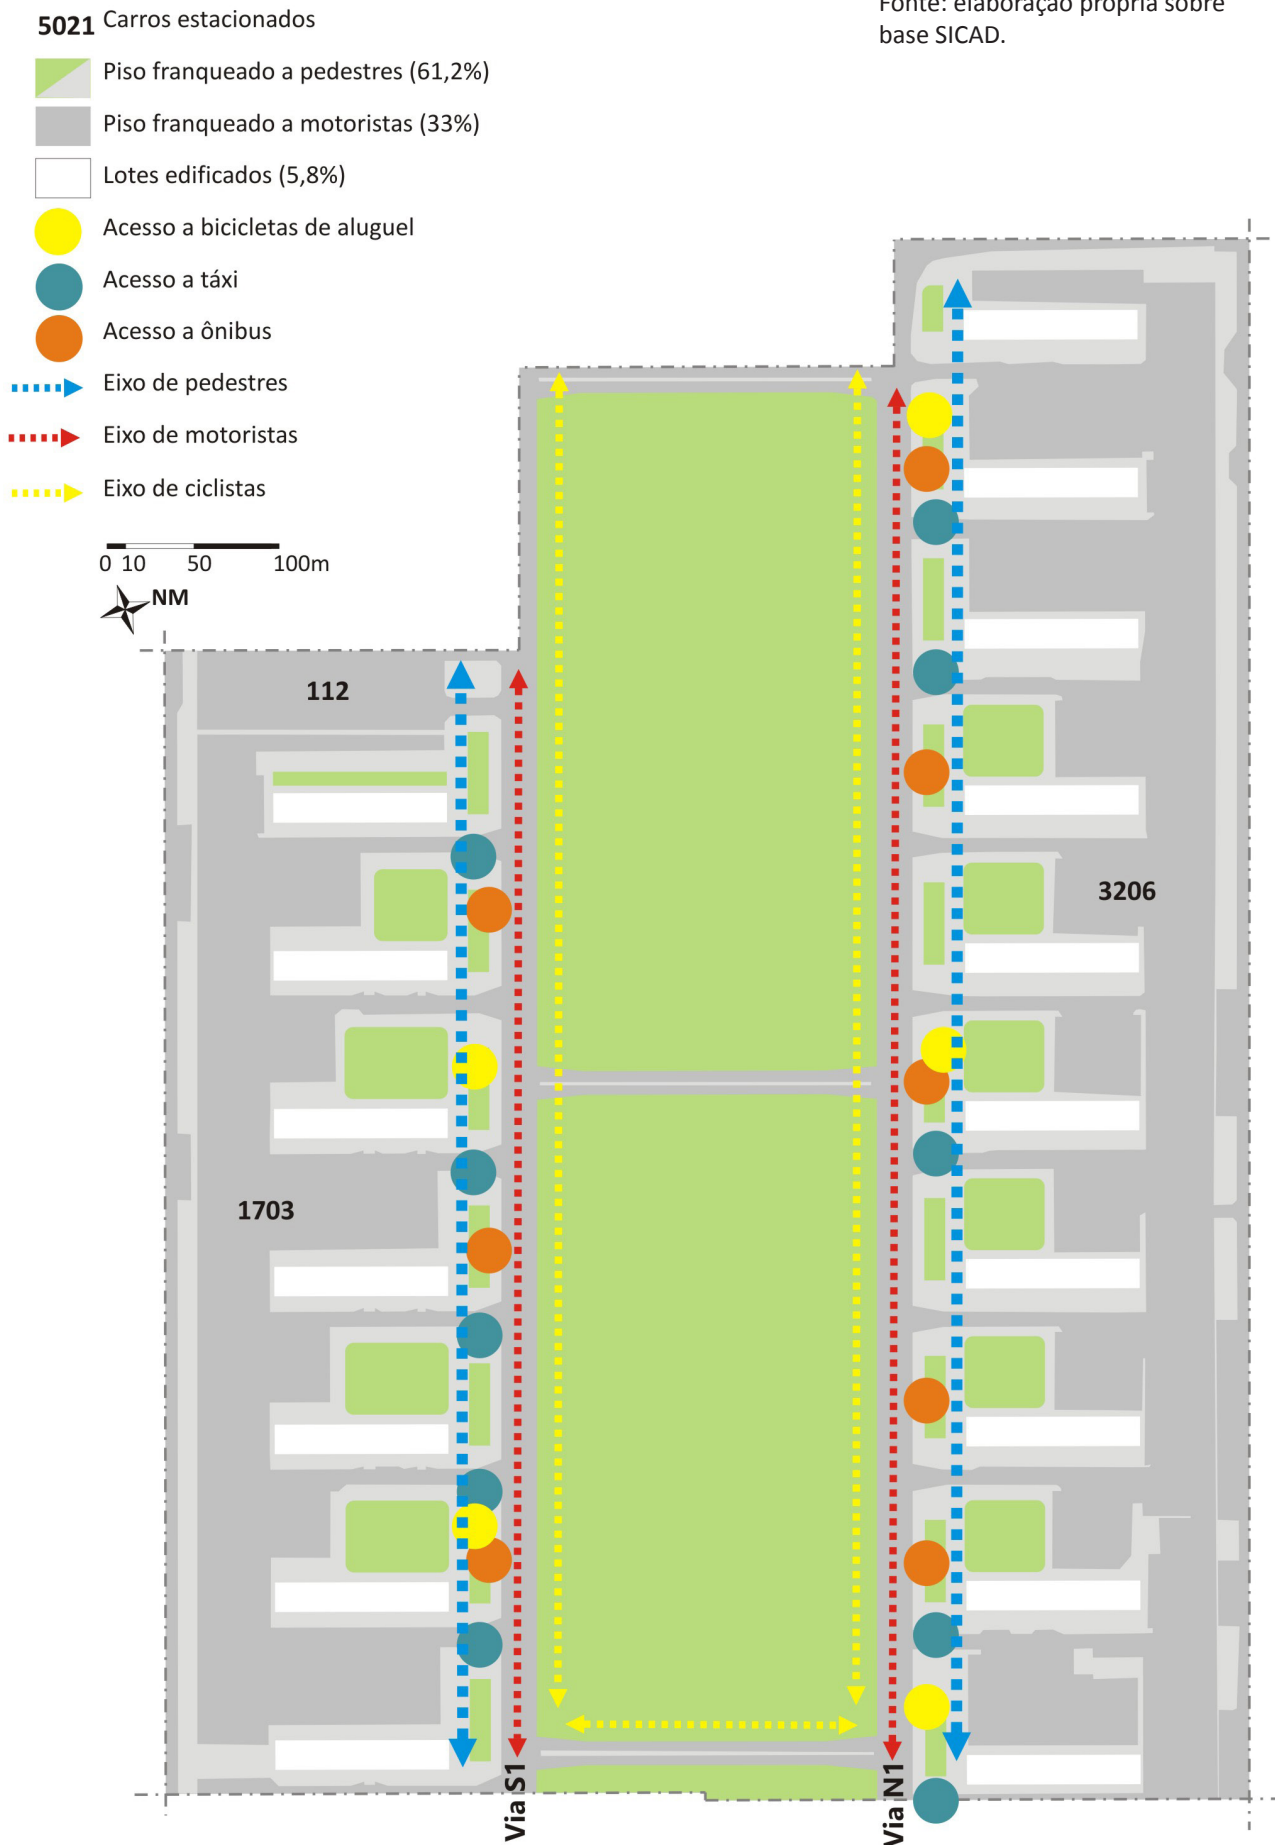 5021 Carros estacionados
Fonte: elaboração própria sobre
base SICAD.
Piso franqueado a pedestres (61,2%)
Piso franqueado a motoristas (33%)
Lotes edificados (5,8%)
Acesso a bicicletas de aluguel
Acesso a táxi
Acesso a ônibus
Eixo de pedestres
Eixo de motoristas
Eixo de ciclistas
0 10 50 100m
NM
112
3206
1703
Via S1
Via N1